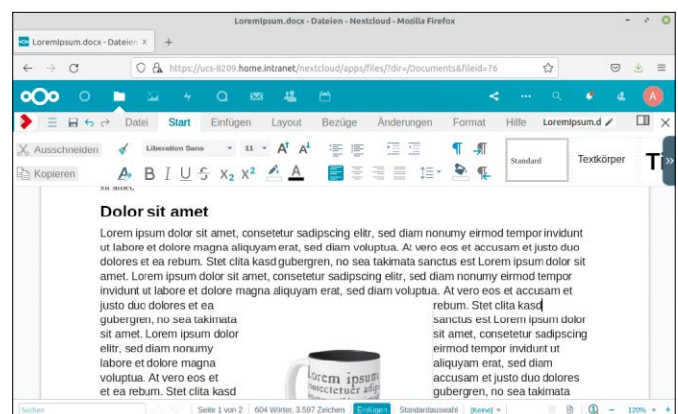 LoremIpsum.docx - Dateien - Nextcloud - Mozilla Firefox
LoremIpsum.docx - Dateien
https://ucs-8209.home.intranet/nextcloud/apps/files/?dir=/Documents&fileid=76
A
Datei Start Einfügen Layout Bezüge Änderungen Format Hilfe LoremIpsum.d
Ausschneiden Liberation Sans 11
Kopieren Standard Textkörper
sit amet.
Dolor sit amet
Lorem ipsum dolor sit amet, consetetur sadipscing elitr, sed diam nonumy eirmod tempor invidunt
ut labore et dolore magna aliquyam erat, sed diam voluptua. At vero eos et accusam et justo duo
dolores et ea rebum. Stet clita kasd gubergren, no sea takimata sanctus est Lorem ipsum dolor sit
amet. Lorem ipsum dolor sit amet, consetetur sadipscing elitr, sed diam nonumy eirmod tempor
invidunt ut labore et dolore magna aliquyam erat, sed diam voluptua. At vero eos et accusam et
justo duo dolores et ea rebum. Stet clita kasd
gubergren, no sea takimata sanctus est Lorem ipsum dolor
sit amet. Lorem ipsum dolor sit amet, consetetur sadipscing
elitr, sed diam nonumy eirmod tempor invidunt ut
labore et dolore magna aliquyam erat, sed diam
voluptua. At vero eos et accusam et justo duo dolores
et ea rebum. Stet clita kasd gubergren, no sea takimata
lorem ipsum
Suchen Seite 1 von 2 604 Wörter, 3.597 Zeichen Einfügen Standardauswahl [Keine] 120%